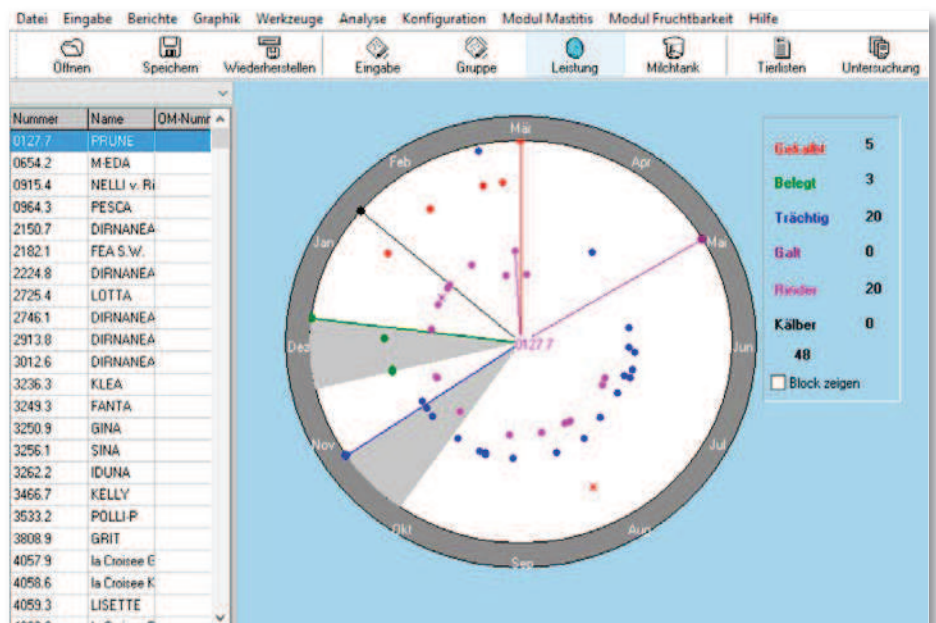 Datei Eingabe Berichte Graphik Werkzeuge Analyse Konfiguration Modul Mastitis Modul Fruchtbarkeit Hilfe
Öffnen Speichern Wiederherstellen Eingabe Gruppe Leistung Milchtank Tierlisten Untersuchung
Nummer Name OM-Numr
0127.7 PRUNE
0654.2 M-EDA
0915.4 NELLI v. Ri
0964.3 PESCA
2150.7 DIRNANEA
2182.1 FEA S.W.
2224.8 DIRNANEA
2725.4 LOTTA
2746.1 DIRNANEA
2913.8 DIRNANEA
3012.6 DIRNANEA
3236.3 KLEA
3249.3 FANTA
3250.9 GINA
3256.1 SINA
3262.2 IDUNA
3466.7 KELLY
3533.2 POLLI-P
3808.9 GRIT
4057.9 la Croisee G
4058.6 la Croisee K
4059.3 LISETTE
Mär
Apr
Mai
Jun
Jul
Aug
Sep
Okt
Nov
Dez
Jan
Feb
0127.7
Gekalbt 5
Belegt 3
Trächtig 20
Galt 0
Rinder 20
Kälber 0
48
Block zeigen